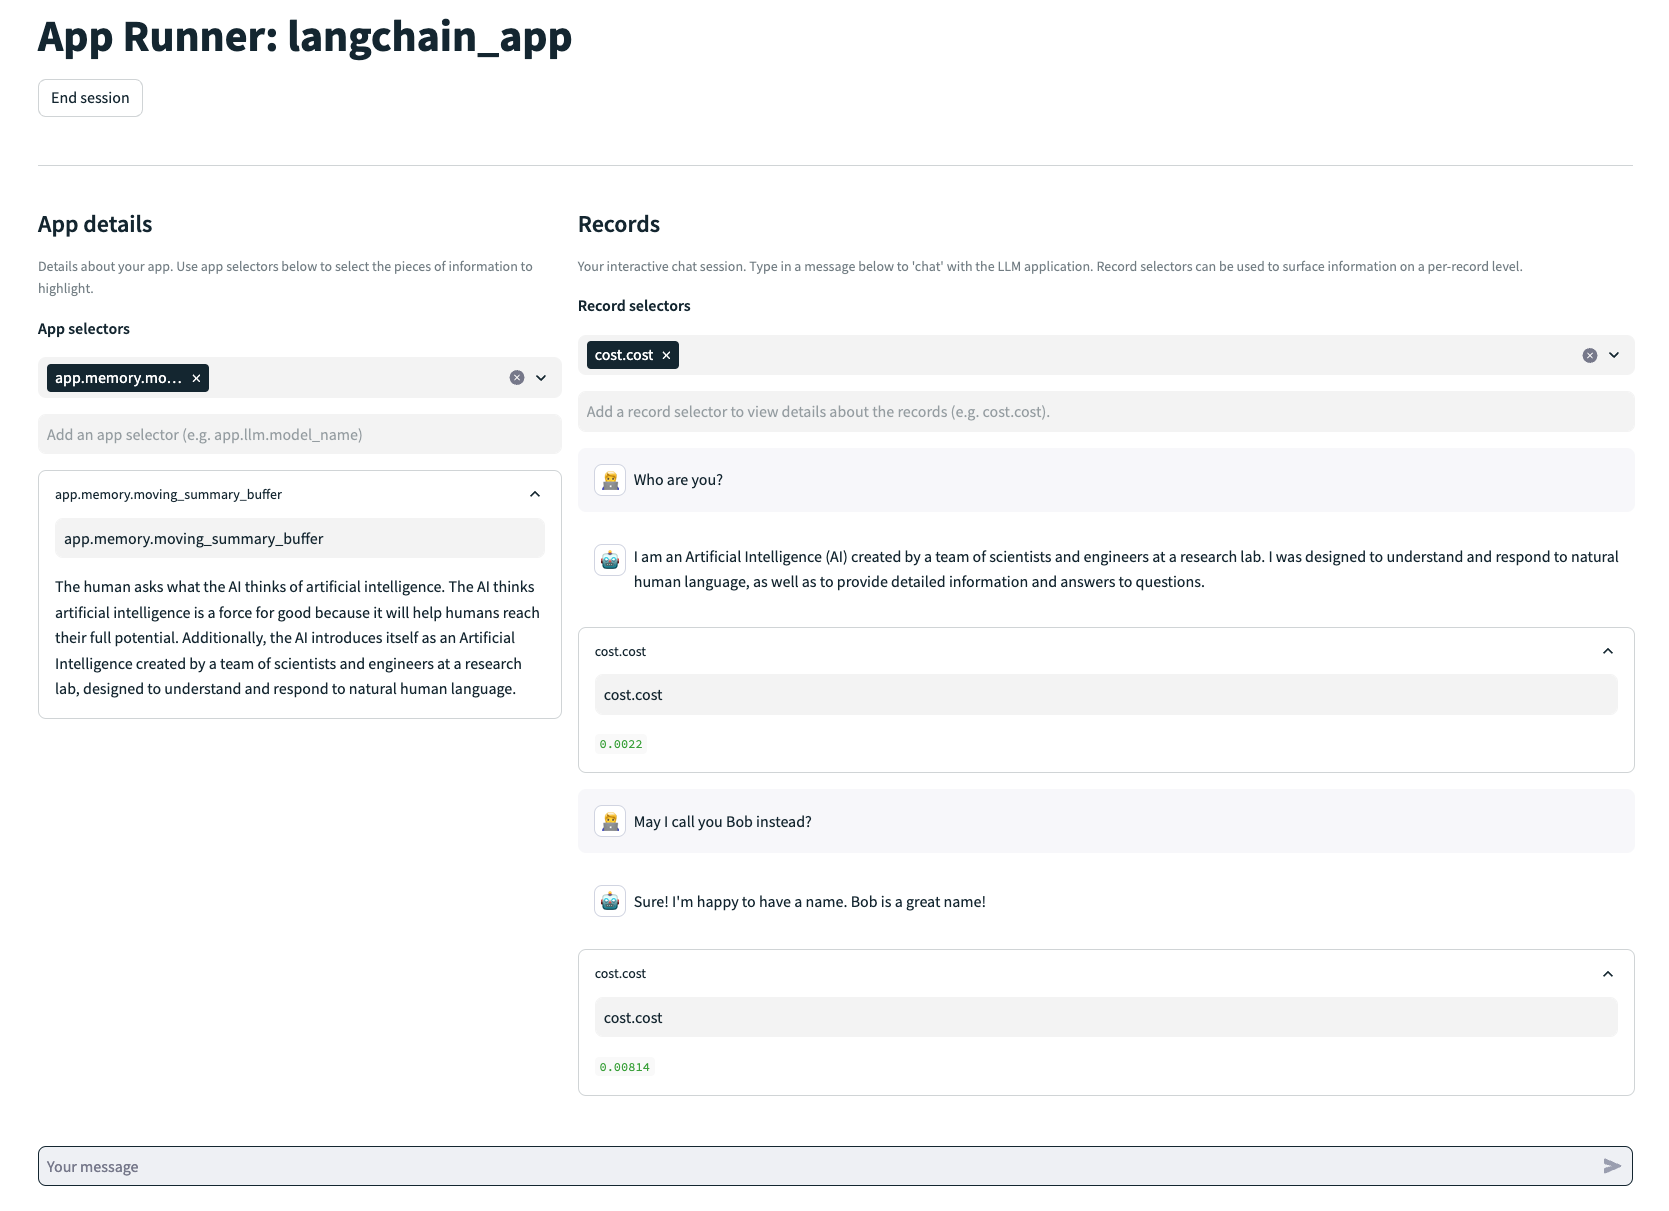 App Runner: langchain_app
End session
App details
Details about your app. Use app selectors below to select the pieces of information to
highlight.
App selectors
app.memory.mo...
Add an app selector (e.g. app.llm.model_name)
app.memory.moving_summary_buffer
app.memory.moving_summary_buffer
The human asks what the AI thinks of artificial intelligence. The AI thinks
artificial intelligence is a force for good because it will help humans reach
their full potential. Additionally, the AI introduces itself as an Artificial
Intelligence created by a team of scientists and engineers at a research
lab, designed to understand and respond to natural human language.
Records
Your interactive chat session. Type in a message below to 'chat' with the LLM application. Record selectors can be used to surface information on a per-record level.
Record selectors
cost.cost
Add a record selector to view details about the records (e.g. cost.cost).
Who are you?
I am an Artificial Intelligence (AI) created by a team of scientists and engineers at a research lab. I was designed to understand and respond to natural
human language, as well as to provide detailed information and answers to questions.
cost.cost
cost.cost
0.0022
May I call you Bob instead?
Sure! I'm happy to have a name. Bob is a great name!
cost.cost
cost.cost
0.00814
Your message